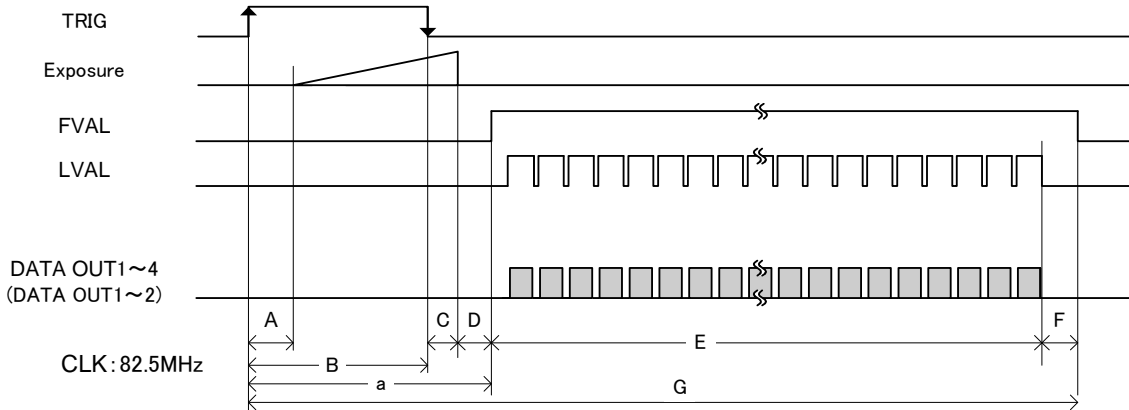 TRIG
Exposure
FVAL
LVAL
DATA OUT1～4
(DATA OUT1～2)
A
C
D
E
F
B
CLK：82.5MHz
a
G